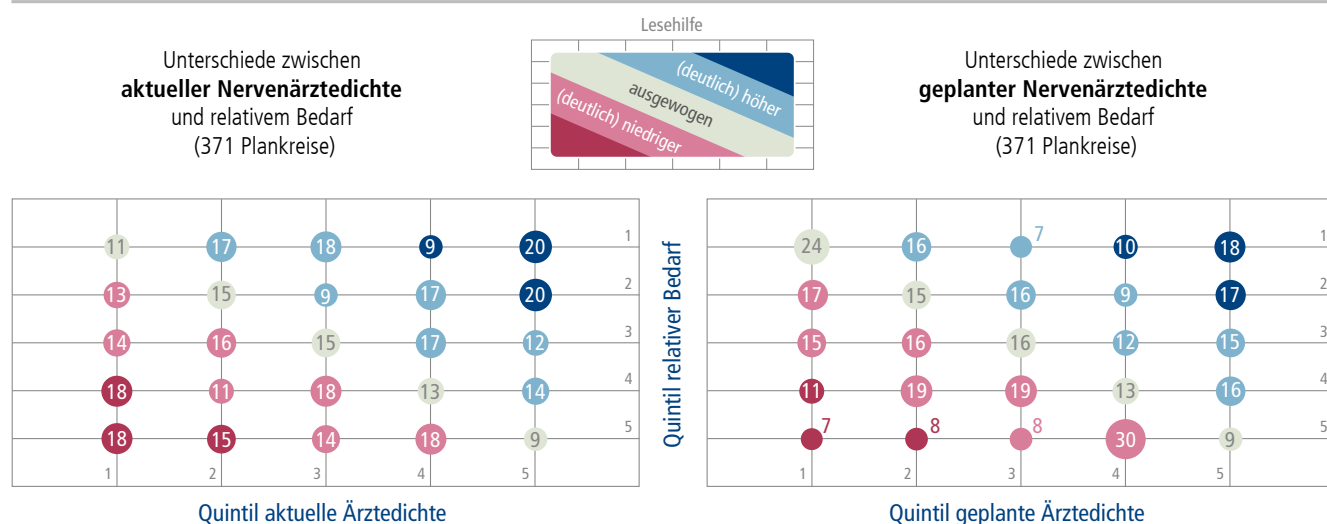 Lesehilfe
(deutlich) höher
ausgewogen
(deutlich) niedriger
Unterschiede zwischen
aktueller Nervenärztedichte
und relativem Bedarf
(371 Plankreise)
Unterschiede zwischen
geplanter Nervenärztedichte
und relativem Bedarf
(371 Plankreise)
11 17 18 9 20 1
13 15 9 17 20 2
14 16 15 17 12 3
18 11 18 13 14 4
18 15 14 18 9 5
1 2 3 4 5
Quintil aktuelle Ärztedichte
Quintil relativer Bedarf
24 16 7 10 18 1
17 15 16 9 17 2
15 16 16 12 15 3
11 19 19 13 16 4
7 8 8 30 9 5
1 2 3 4 5
Quintil geplante Ärztedichte